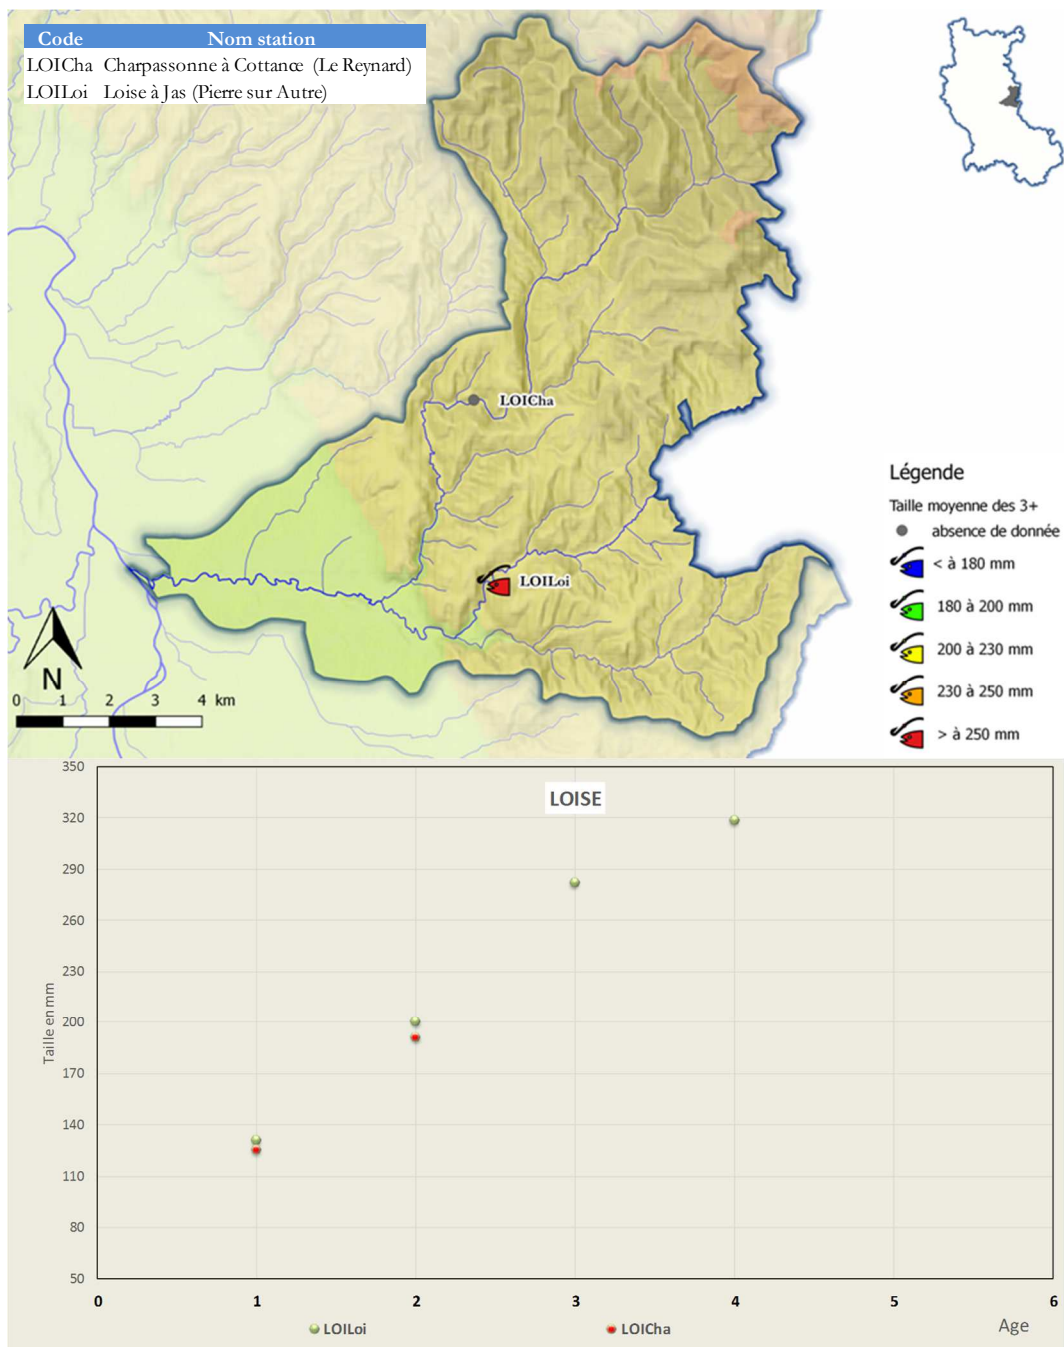 Code Nom station
LOICha Charpassonne à Cottance (Le Reynard)
LOILoi Loise à Jas (Pierre sur Autre)
LOICha
LOILoi
Légende
Taille moyenne des 3+
absence de donnée
< à 180 mm
180 à 200 mm
200 à 230 mm
230 à 250 mm
> à 250 mm
N
0 1 2 3 4 km
LOISE
350
320
290
260
230
200
170
140
110
80
50
Taille en mm
0 1 2 3 4 5 6
LOILoi LOICha Age